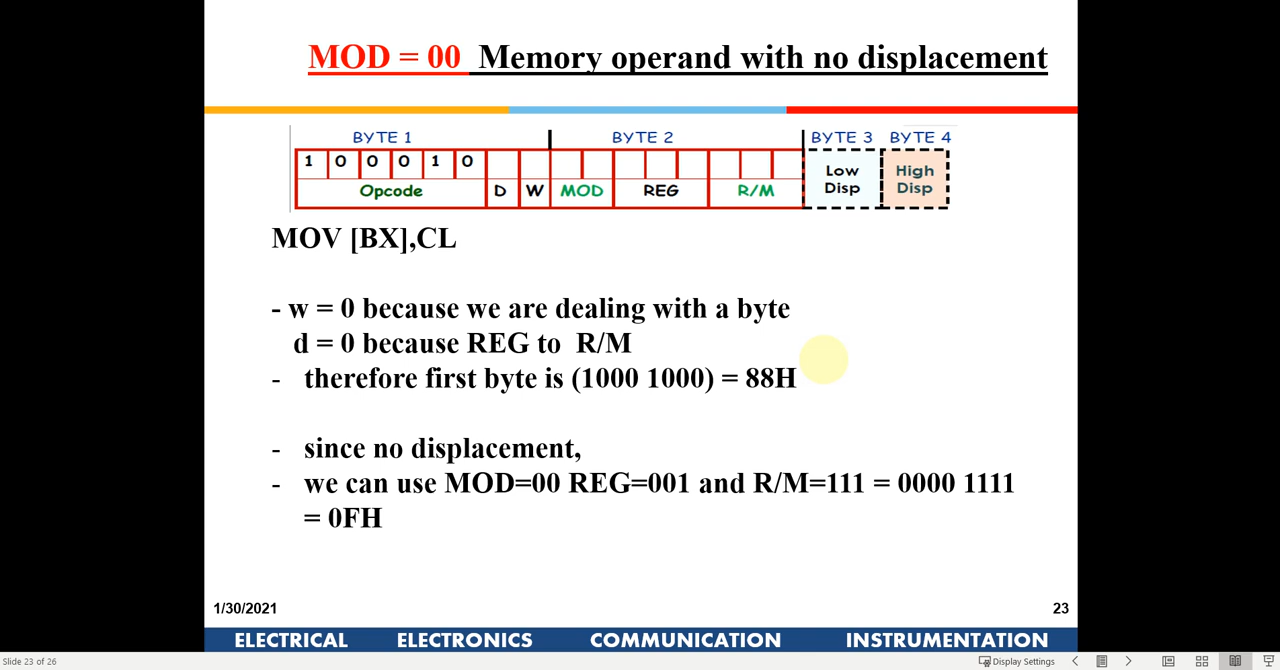 MOD = 00 Memory operand with no displacement
BYTE 1 BYTE 2 BYTE 3 BYTE 4
1 0 0 0 1 0
Low Disp
High Disp
Opcode D W MOD REG R/M
MOV [BX],CL
- w = 0 because we are dealing with a byte
d = 0 because REG to R/M
- therefore first byte is (1000 1000) = 88H
- since no displacement,
- we can use MOD=00 REG=001 and R/M=111 = 0000 1111
= 0FH
1/30/2021 23
ELECTRICAL ELECTRONICS COMMUNICATION INSTRUMENTATION
Slide 23 of 26 Display Settings